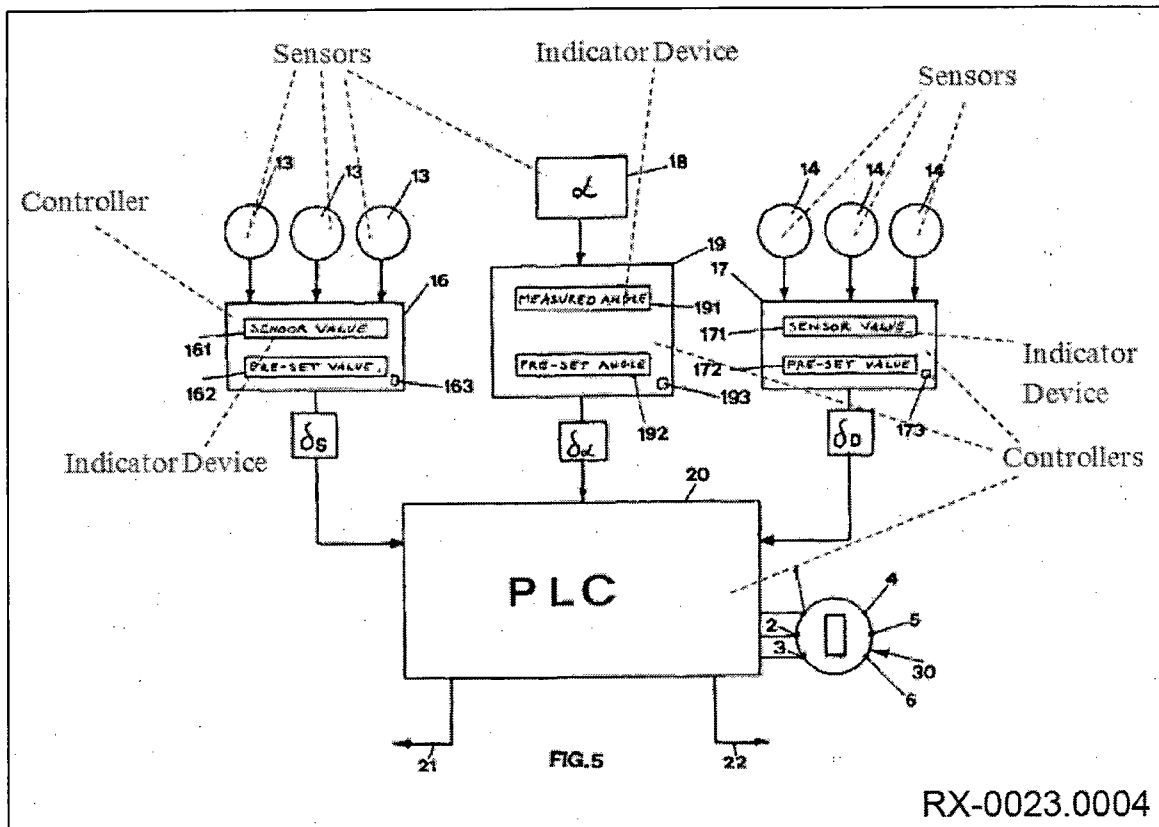 Sensors
Indicator Device
Sensors
Controller
13
13
13
α
18
14
14
14
16
19
17
SENSOR VALUE
161
PRE-SET VALUE
162
163
MEASURED ANGLE
191
PRE-SET ANGLE
192
193
SENSOR VALUE
171
PRE-SET VALUE
172
173
Indicator
Device
Indicator Device
δS
δα
δD
Controllers
20
PLC
1
2
3
4
5
6
30
21
FIG.5
22
RX-0023.0004